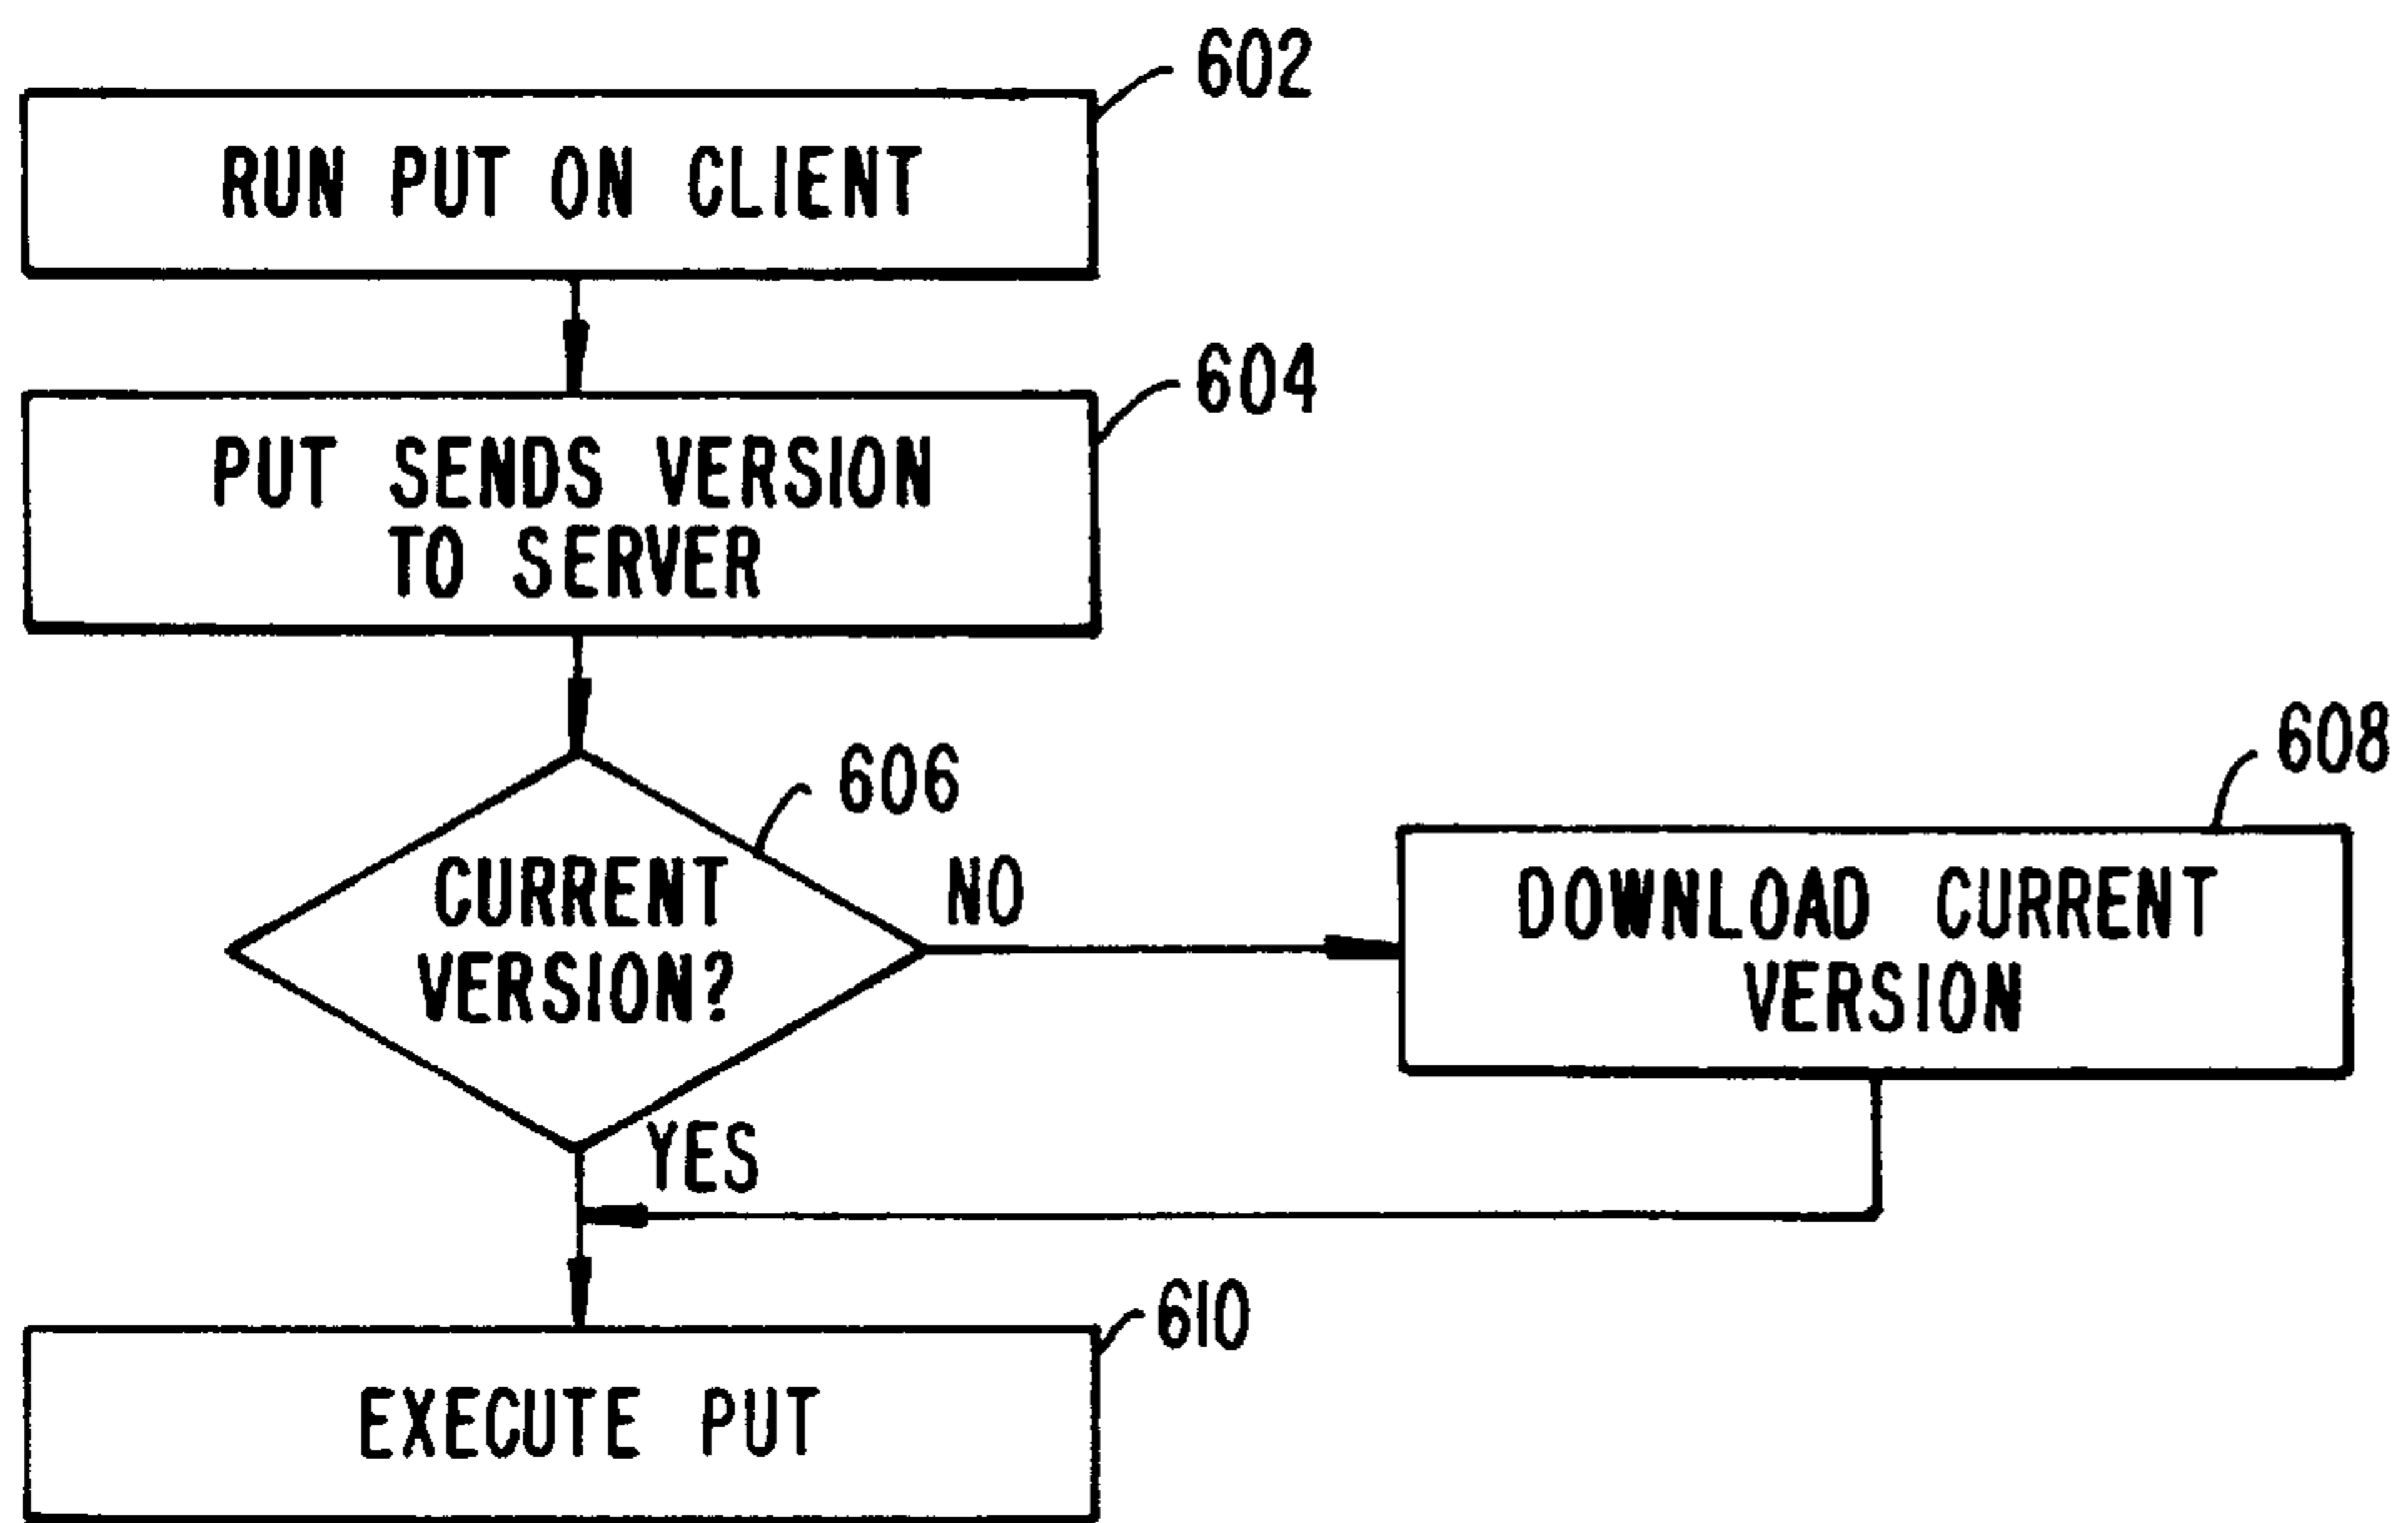 602
RUN PUT ON CLIENT
604
PUT SENDS VERSION
TO SERVER
606
CURRENT
VERSION?
NO
608
DOWNLOAD CURRENT
VERSION
YES
610
EXECUTE PUT